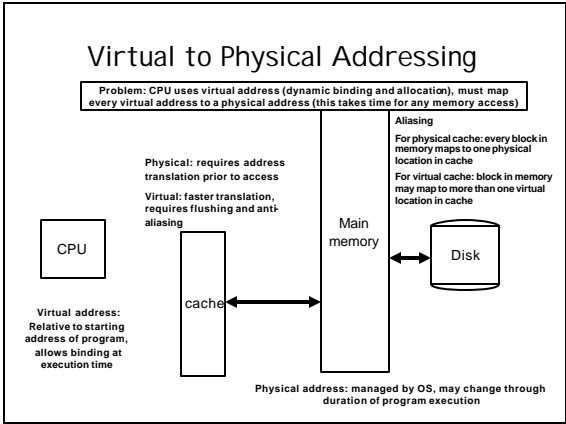 Virtual to Physical Addressing
Problem: CPU uses virtual address (dynamic binding and allocation), must map
every virtual address to a physical address (this takes time for any memory access)
Aliasing
For physical cache: every block in
memory maps to one physical
location in cache
For virtual cache: block in memory
may map to more than one virtual
location in cache
Physical: requires address
translation prior to access
Virtual: faster translation,
requires flushing and anti-
aliasing
CPU
cache
Main
memory
Disk
Virtual address:
Relative to starting
address of program,
allows binding at
execution time
Physical address: managed by OS, may change through
duration of program execution